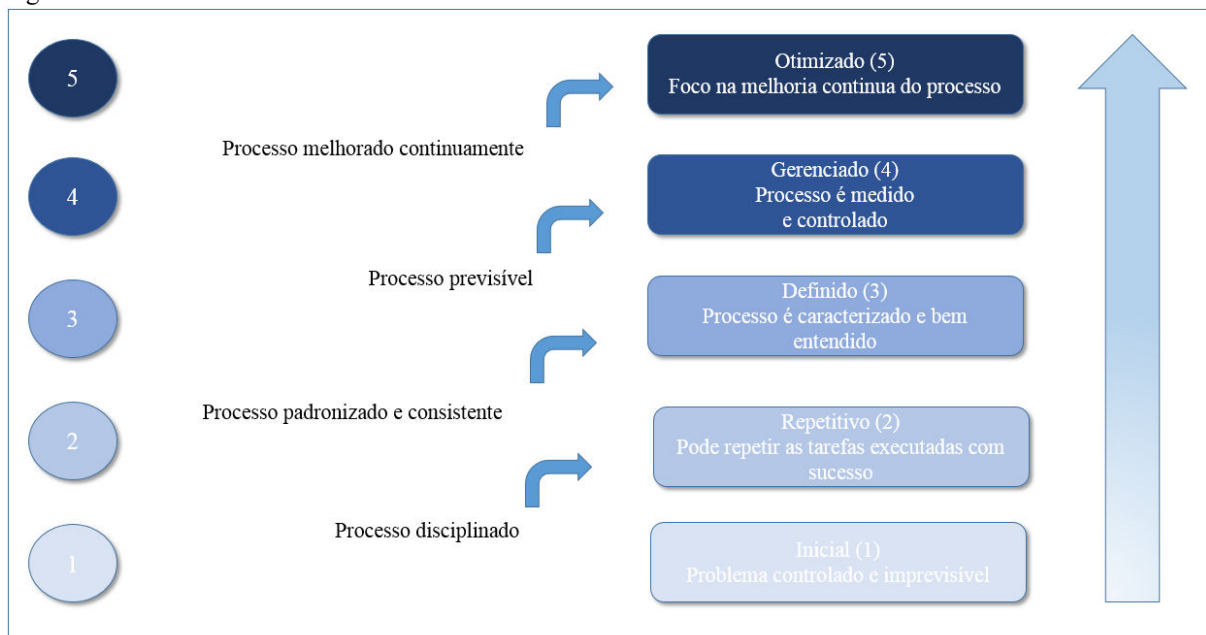 5
Otimizado (5)
Foco na melhoria continua do processo
Processo melhorado continuamente
4
Gerenciado (4)
Processo é medido
e controlado
Processo previsível
3
Definido (3)
Processo é caracterizado e bem
entendido
Processo padronizado e consistente
2
Repetitivo (2)
Pode repetir as tarefas executadas com
sucesso
Processo disciplinado
1
Inicial (1)
Problema controlado e imprevisível